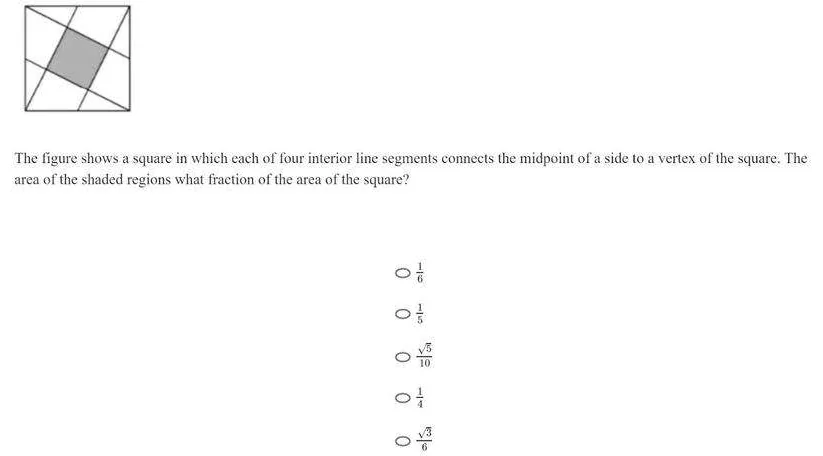 The figure shows a square in which each of four interior line segments connects the midpoint of a side to a vertex of the square. The
area of the shaded regions what fraction of the area of the square?
1/6
1/5
√5/10
1/4
√3/6